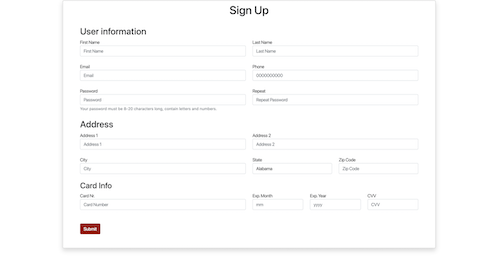 Sign Up
User information
First Name Last Name
First Name Last Name
Email Phone
Email 0000000000
Password Repeat
Password Repeat Password
Your password must be 8-20 characters long, contain letters and numbers.
Address
Address 1 Address 2
Address 1 Address 2
City State Zip Code
City Alabama Zip Code
Card Info
Card Nr. Exp. Month Exp. Year CVV
Card Number mm yyyy CVV
Submit